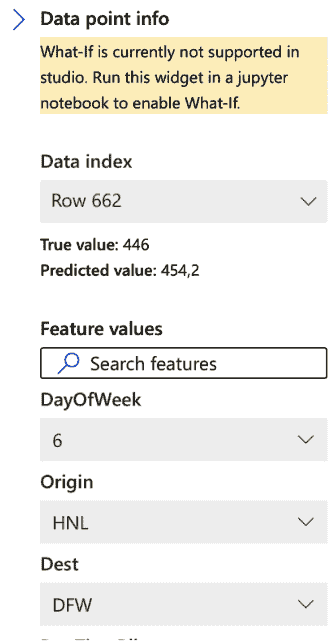 Data point info
What-If is currently not supported in
studio. Run this widget in a jupyter
notebook to enable What-If.
Data index
Row 662
True value: 446
Predicted value: 454,2
Feature values
Search features
DayOfWeek
6
Origin
HNL
Dest
DFW